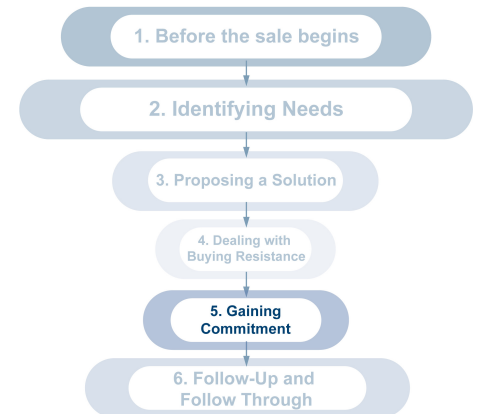 1. Before the sale begins
2. Identifying Needs
3. Proposing a Solution
4. Dealing with
Buying Resistance
5. Gaining
Commitment
6. Follow-Up and
Follow Through